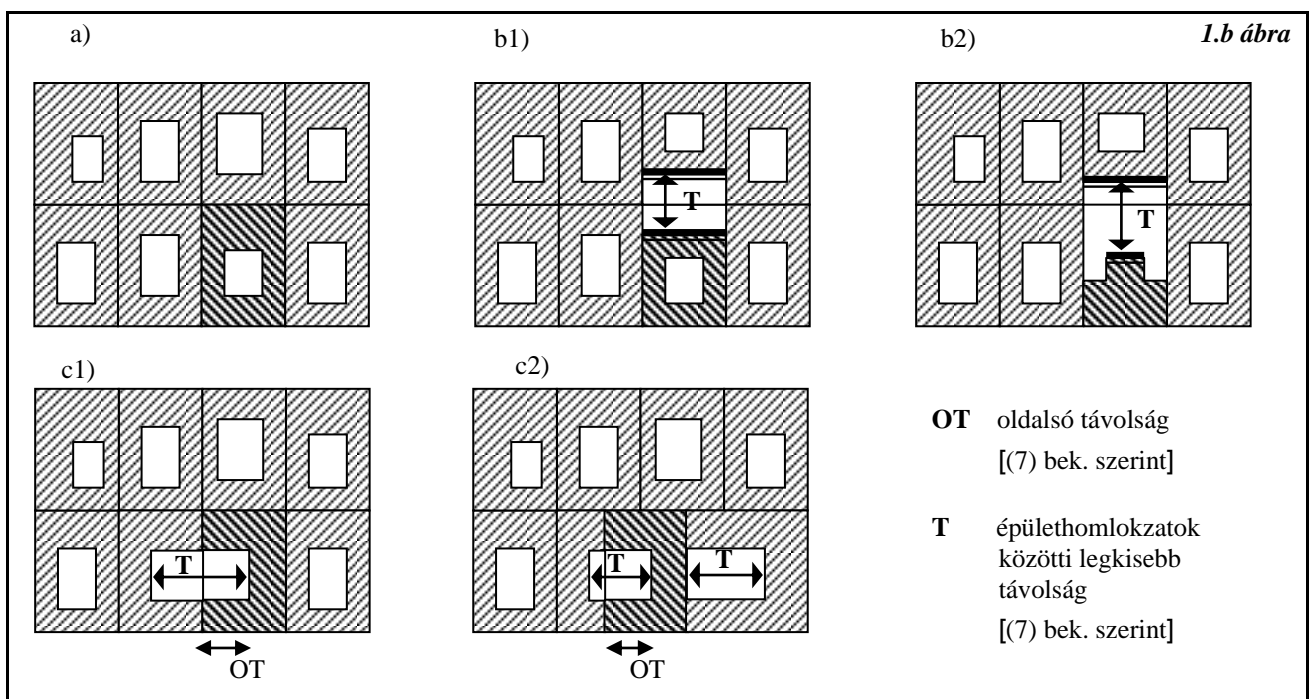 a)
b1)
b2)
1.b ábra
T
T
c1)
c2)
T
OT
T
T
OT
OT oldalsó távolság
[(7) bek. szerint]
T épülethomlokzatok
közötti legkisebb
távolság
[(7) bek. szerint]